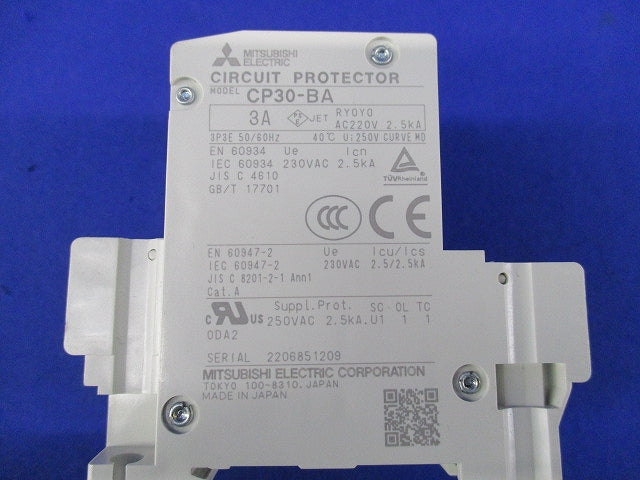 MITSUBISHI
ELECTRIC
CIRCUIT PROTECTOR
MODEL CP30-BA
3A PS E JET RYOYO
AC220V 2.5kA
3P3E 50/60Hz 40℃ Ui250V CURVE MD
EN 60934 Ue Icn
IEC 60934 230VAC 2.5kA
JIS C 4610
GB/T 17701
TÜVRheinland
CCC CE
EN 60947-2 Ue Icu/Ics
IEC 60947-2 230VAC 2.5/2.5kA
JIS C 8201-2-1 Ann1
Cat.A
Suppl.Prot. SC OL TC
c RU US 250VAC 2.5kA.U1 1 1
ODA2
SERIAL 2206851209
MITSUBISHI ELECTRIC CORPORATION
TOKYO 100-8310, JAPAN
MADE IN JAPAN